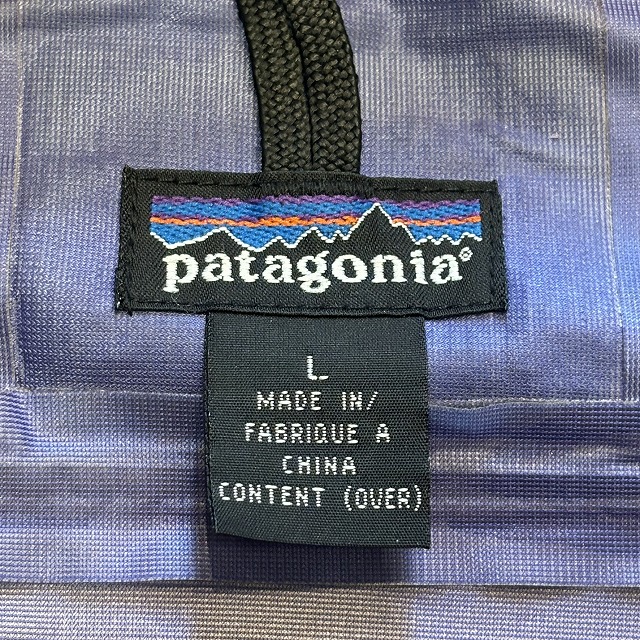 patagonia®
L
MADE IN/
FABRIQUE A
CHINA
CONTENT (OVER)